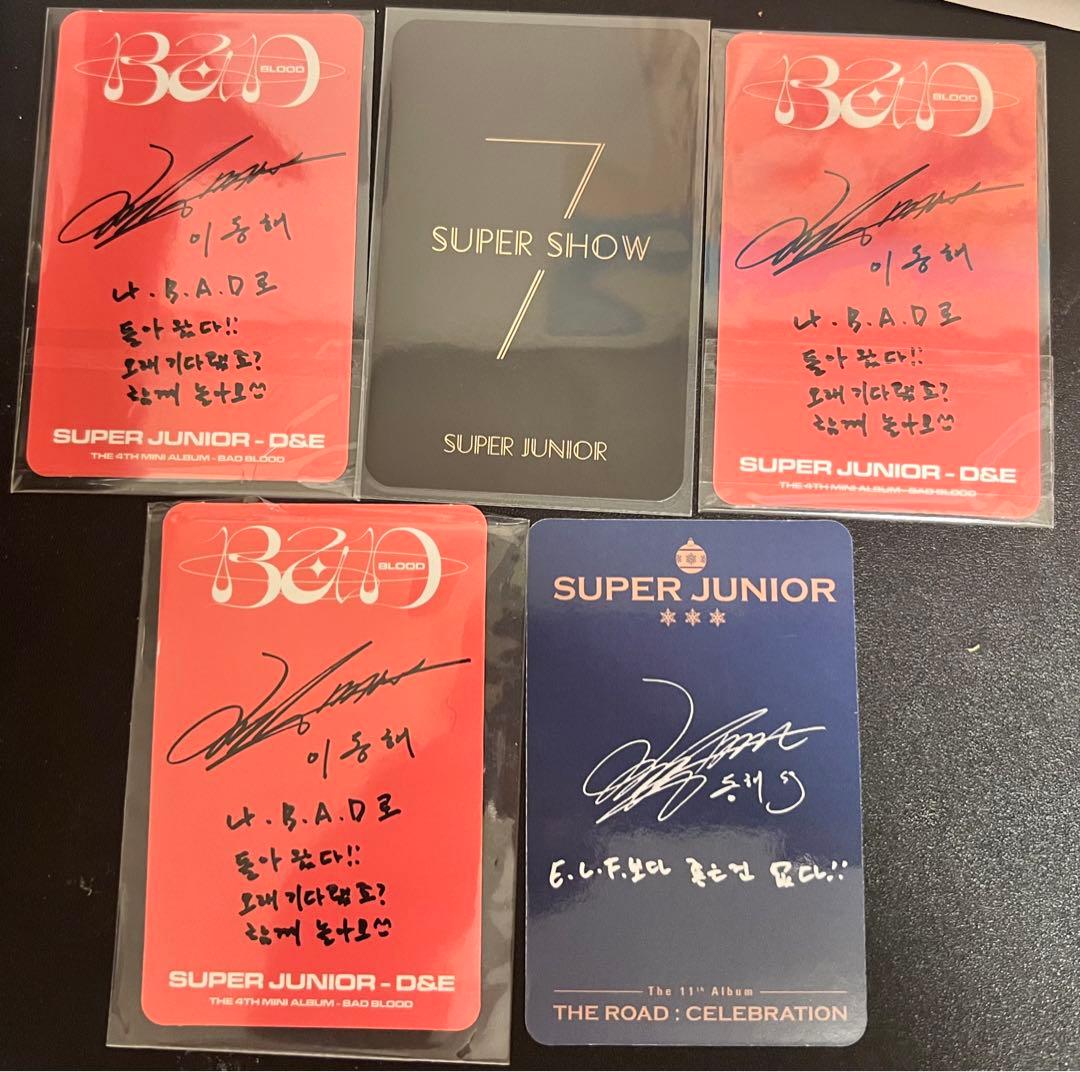 BAD
BLOOD
이동해
나.B.A.D로
돌아 왔다!!
오래 기다렸죠?
함께 놀아요
SUPER JUNIOR - D&E
THE 4TH MINI ALBUM - BAD BLOOD
7
SUPER SHOW
SUPER JUNIOR
BAD
BLOOD
이동해
나.B.A.D로
돌아 왔다!!
오래 기다렸죠?
함께 놀아요
SUPER JUNIOR - D&E
THE 4TH MINI ALBUM - BAD BLOOD
BAD
BLOOD
이동해
나.B.A.D로
돌아 왔다!!
오래 기다렸죠?
함께 놀아요
SUPER JUNIOR - D&E
THE 4TH MINI ALBUM - BAD BLOOD
SUPER JUNIOR
동해
E.L.F.보다 좋은건 없다!!
The 11th Album
THE ROAD : CELEBRATION